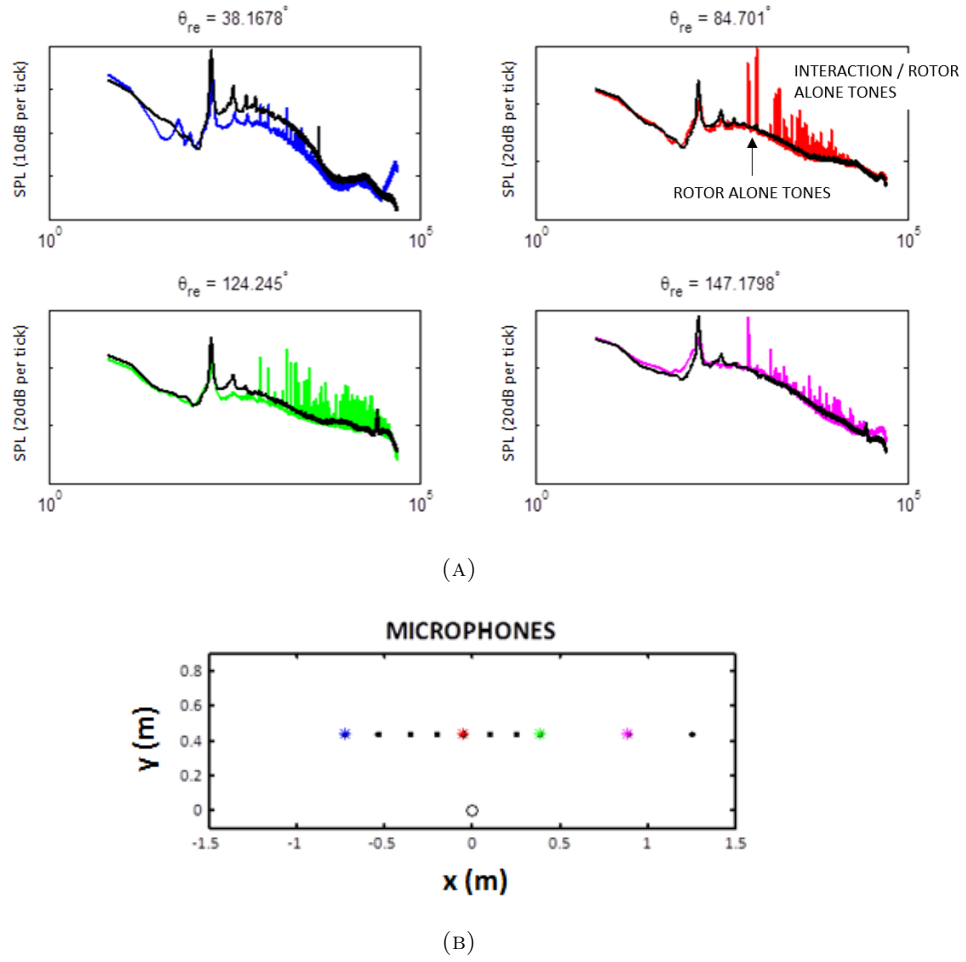 θre = 38.1678°
SPL (10dB per tick)
10^0
10^5
θre = 84.701°
SPL (20dB per tick)
INTERACTION / ROTOR
ALONE TONES
ROTOR ALONE TONES
10^0
10^5
θre = 124.245°
SPL (20dB per tick)
10^0
10^5
θre = 147.1798°
SPL (20dB per tick)
10^0
10^5
(A)
MICROPHONES
y (m)
0.8
0.6
0.4
0.2
0
-1.5 -1 -0.5 0 0.5 1 1.5
x (m)
(B)